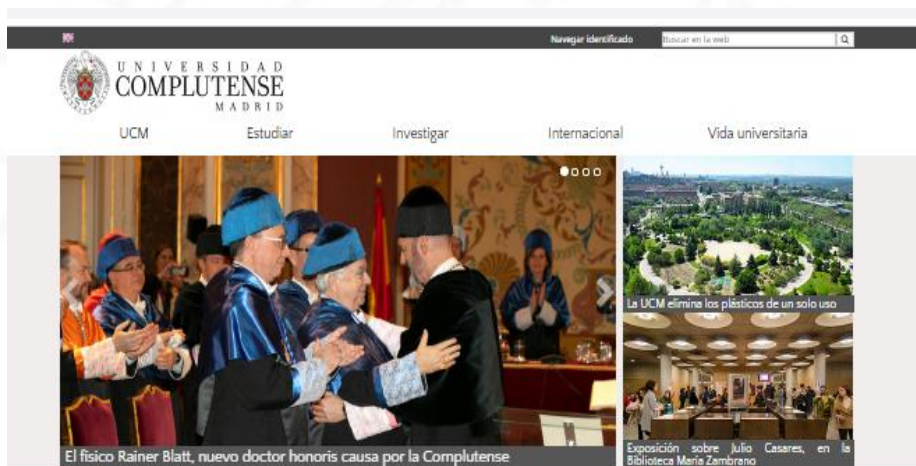 Navegar identificado
Buscar en la web
UNIVERSIDAD
COMPLUTENSE
MADRID
UCM
Estudiar
Investigar
Internacional
Vida universitaria
La UCM elimina los plásticos de un solo uso
El físico Rainer Blatt, nuevo doctor honoris causa por la Complutense
Exposición sobre Julio Casares, en la
Biblioteca María Zambrano